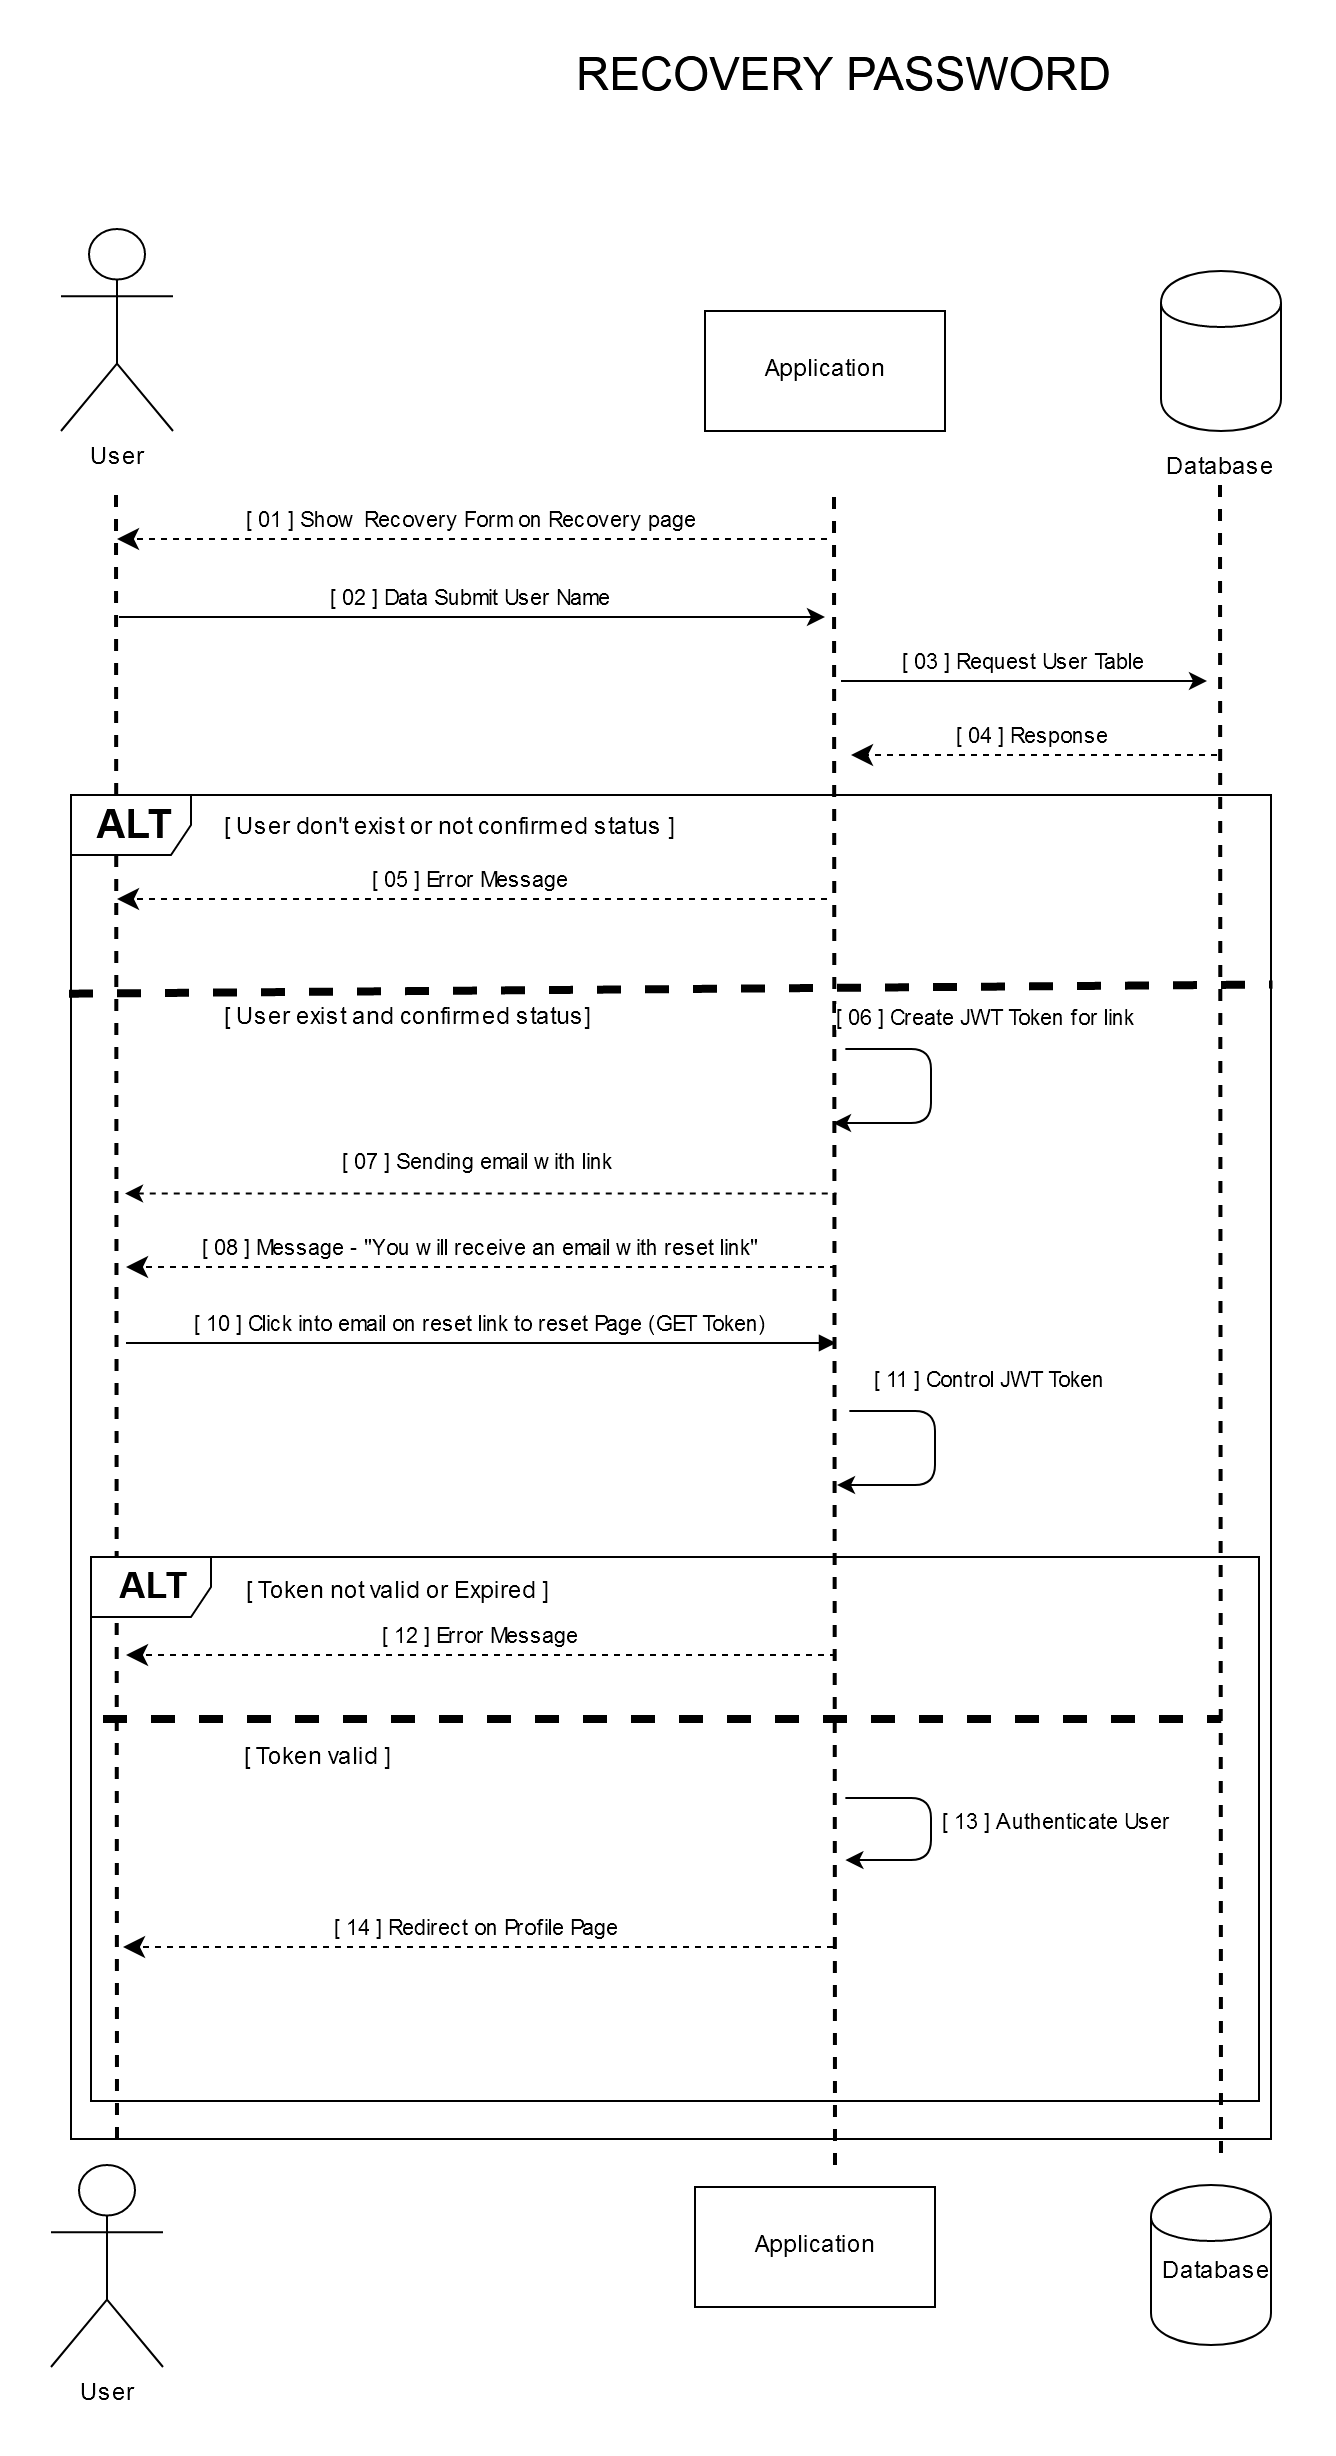 RECOVERY PASSWORD
Application
User
Database
[ 01 ] Show Recovery Form on Recovery page
[ 02 ] Data Submit User Name
[ 03 ] Request User Table
[ 04 ] Response
ALT
[ User don't exist or not confirmed status ]
[ 05 ] Error Message
[ User exist and confirmed status]
[ 06 ] Create JWT Token for link
[ 07 ] Sending email with link
[ 08 ] Message - "You will receive an email with reset link"
[ 10 ] Click into email on reset link to reset Page (GET Token)
[ 11 ] Control JWT Token
ALT
[ Token not valid or Expired ]
[ 12 ] Error Message
[ Token valid ]
[ 13 ] Authenticate User
[ 14 ] Redirect on Profile Page
Application
Database
User